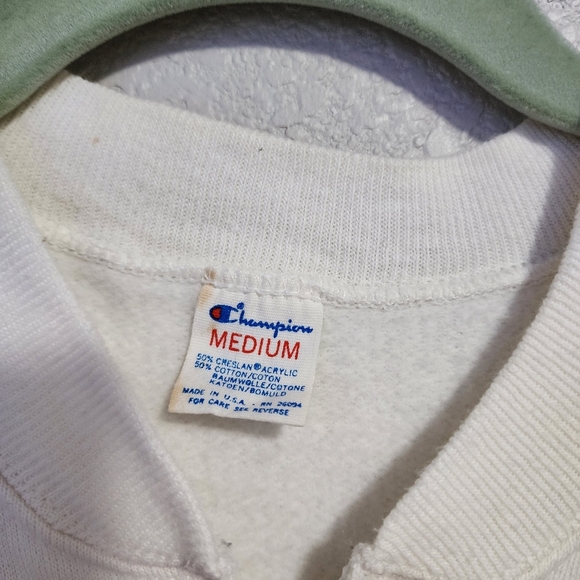 Champion
MEDIUM
50% CRESLAN® ACRYLIC
50% COTTON/COTON
BAUMWOLLE/COTONE
KATOEN/BOMULD
MADE IN U.S.A. - RN 26094
FOR CARE SEE REVERSE